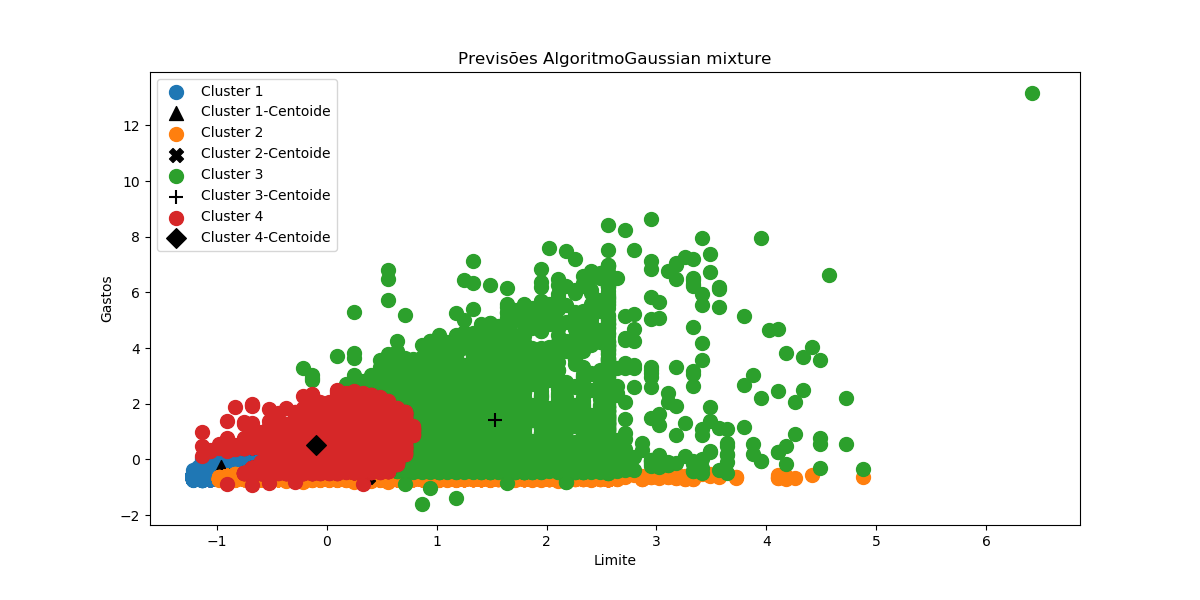 Previsões AlgoritmoGaussian mixture
Cluster 1
Cluster 1-Centoide
Cluster 2
Cluster 2-Centoide
Cluster 3
Cluster 3-Centoide
Cluster 4
Cluster 4-Centoide
Gastos
12
10
8
6
4
2
0
−2
−1
0
1
2
3
4
5
6
Limite